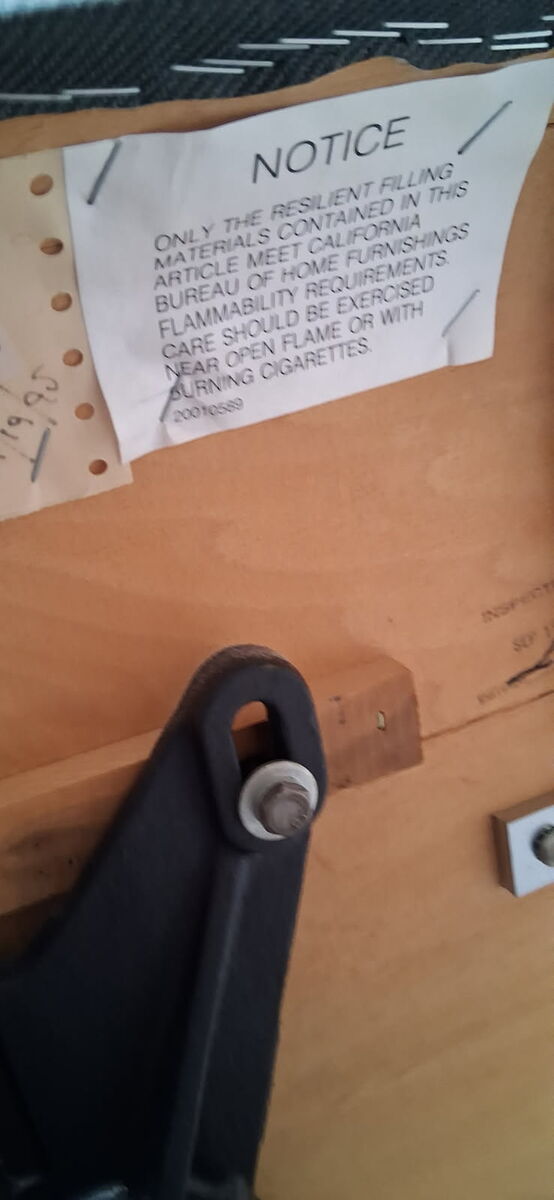 NOTICE
ONLY THE RESILIENT FILLING
MATERIALS CONTAINED IN THIS
ARTICLE MEET CALIFORNIA
BUREAU OF HOME FURNISHINGS
FLAMMABILITY REQUIREMENTS.
CARE SHOULD BE EXERCISED
NEAR OPEN FLAME OR WITH
BURNING CIGARETTES.
20010589